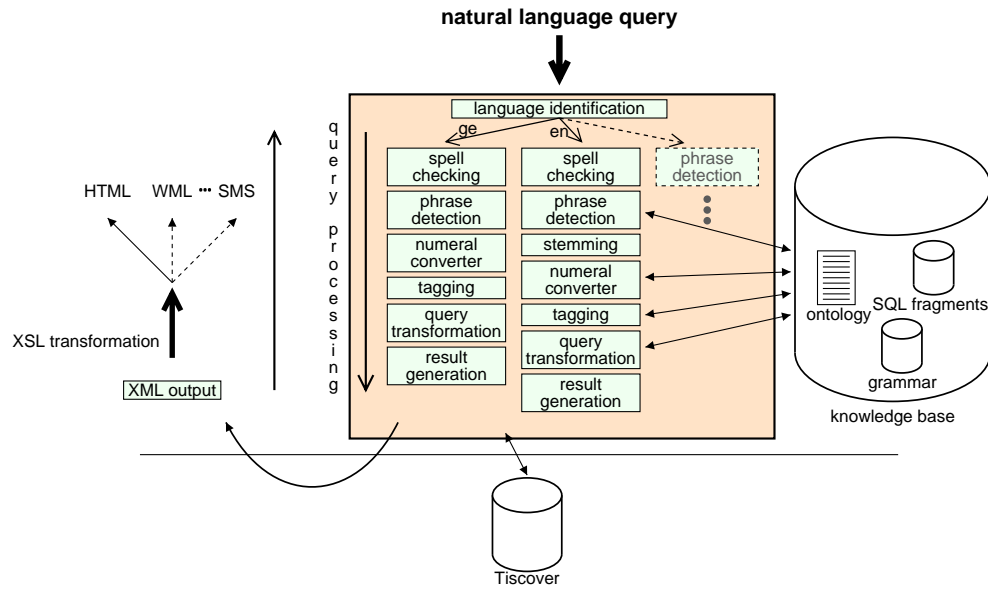 natural language query
language identification
ge
en
spell
checking
phrase
detection
numeral
converter
tagging
query
transformation
result
generation
spell
checking
phrase
detection
stemming
numeral
converter
tagging
query
transformation
result
generation
phrase
detection
query processing
HTML
WML
SMS
XSL transformation
XML output
ontology
SQL fragments
grammar
knowledge base
Tiscover